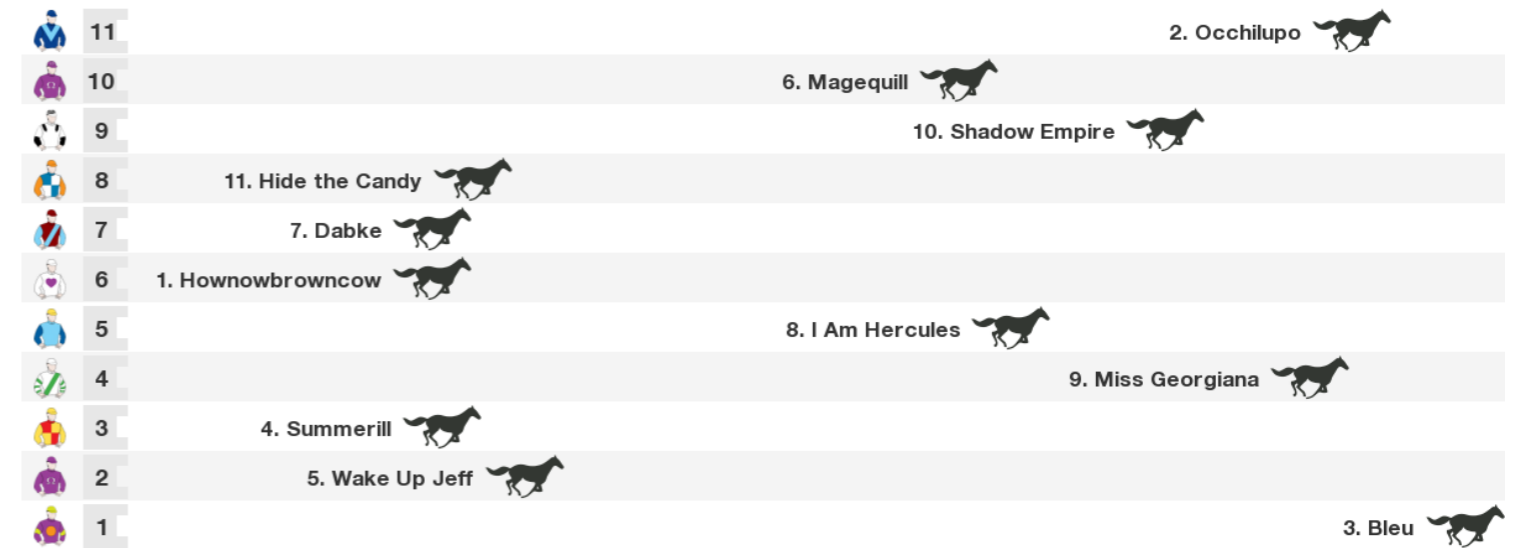 11 2. Occhilupo
10 6. Magequill
9 10. Shadow Empire
8 11. Hide the Candy
7 7. Dabke
6 1. Hownowbrowncow
5 8. I Am Hercules
4 9. Miss Georgiana
3 4. Summerill
2 5. Wake Up Jeff
1 3. Bleu